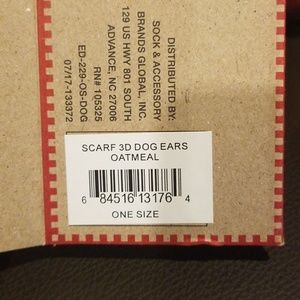 DISTRIBUTED BY:
SOCK & ACCESSORY
BRANDS GLOBAL, INC.
129 US HWY 801 SOUTH
ADVANCE, NC 27006
RN# 105325
ED-229-OS-DOG
07/17-133372
SCARF 3D DOG EARS
OATMEAL
6 84516 13176 4
ONE SIZE